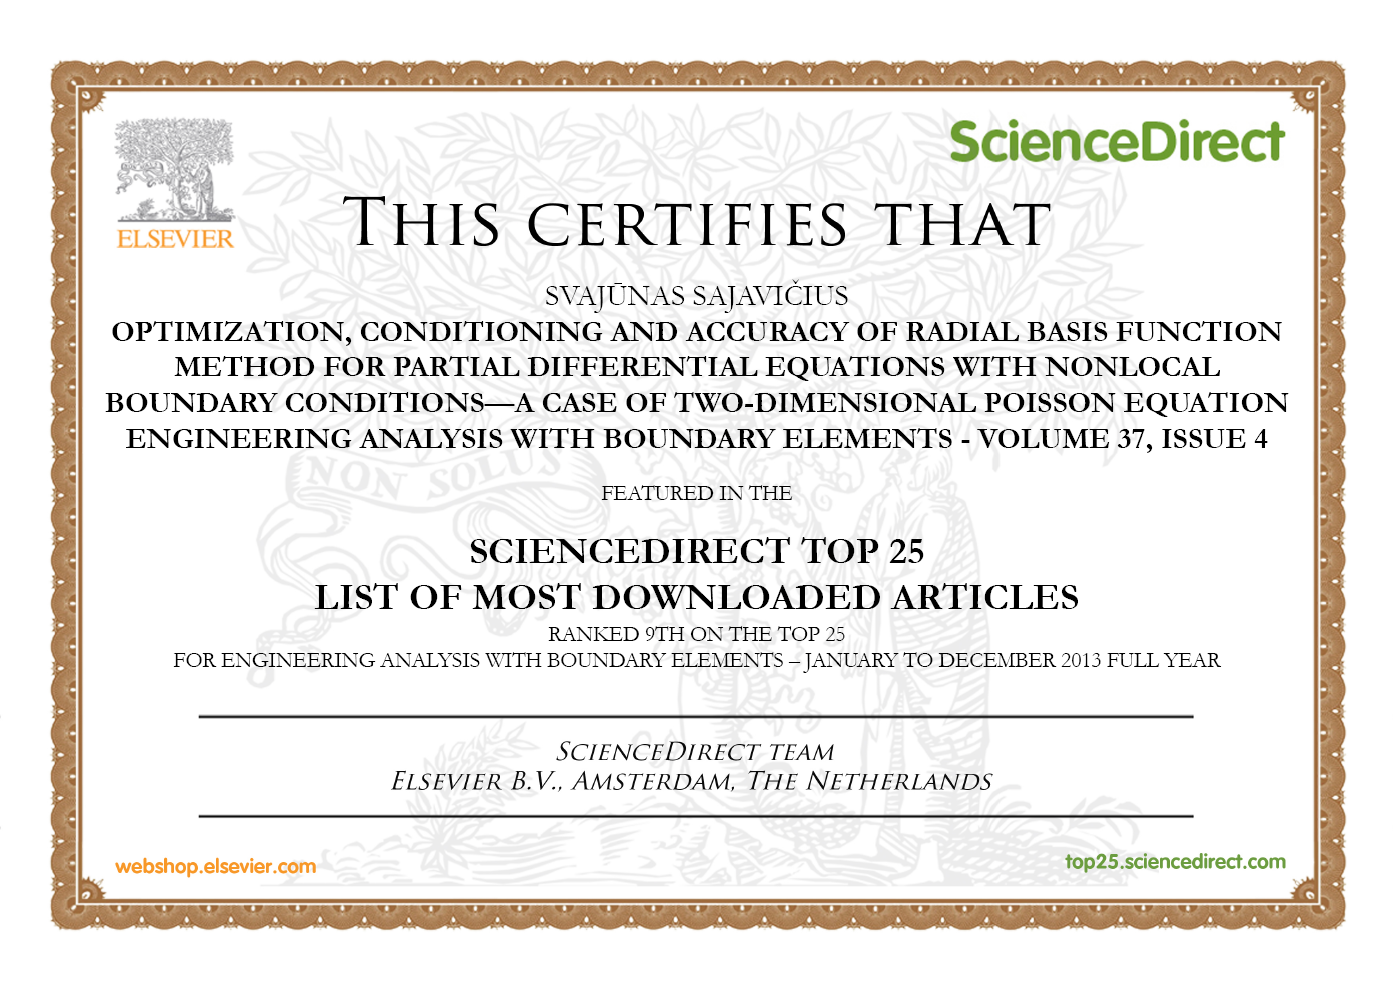 ELSEVIER
ScienceDirect
THIS CERTIFIES THAT
SVAJŪNAS SAJAVIČIUS
OPTIMIZATION, CONDITIONING AND ACCURACY OF RADIAL BASIS FUNCTION
METHOD FOR PARTIAL DIFFERENTIAL EQUATIONS WITH NONLOCAL
BOUNDARY CONDITIONS—A CASE OF TWO-DIMENSIONAL POISSON EQUATION
ENGINEERING ANALYSIS WITH BOUNDARY ELEMENTS - VOLUME 37, ISSUE 4
NON SOLUS
FEATURED IN THE
SCIENCEDIRECT TOP 25
LIST OF MOST DOWNLOADED ARTICLES
RANKED 9TH ON THE TOP 25
FOR ENGINEERING ANALYSIS WITH BOUNDARY ELEMENTS – JANUARY TO DECEMBER 2013 FULL YEAR
SCIENCEDIRECT TEAM
ELSEVIER B.V., AMSTERDAM, THE NETHERLANDS
webshop.elsevier.com
top25.sciencedirect.com